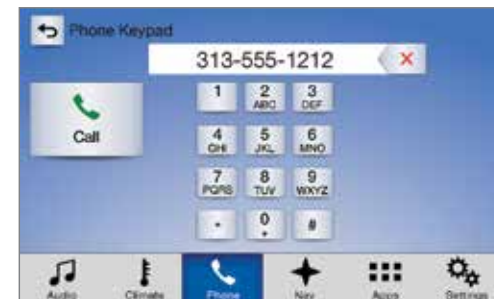 Phone Keypad
313-555-1212
Call
1 2 3
ABC DEF
4 5 6
GHI JKL MNO
7 8 9
PQRS TUV WXYZ
0 #
+
Audio Climate Phone Nav Apps Settings